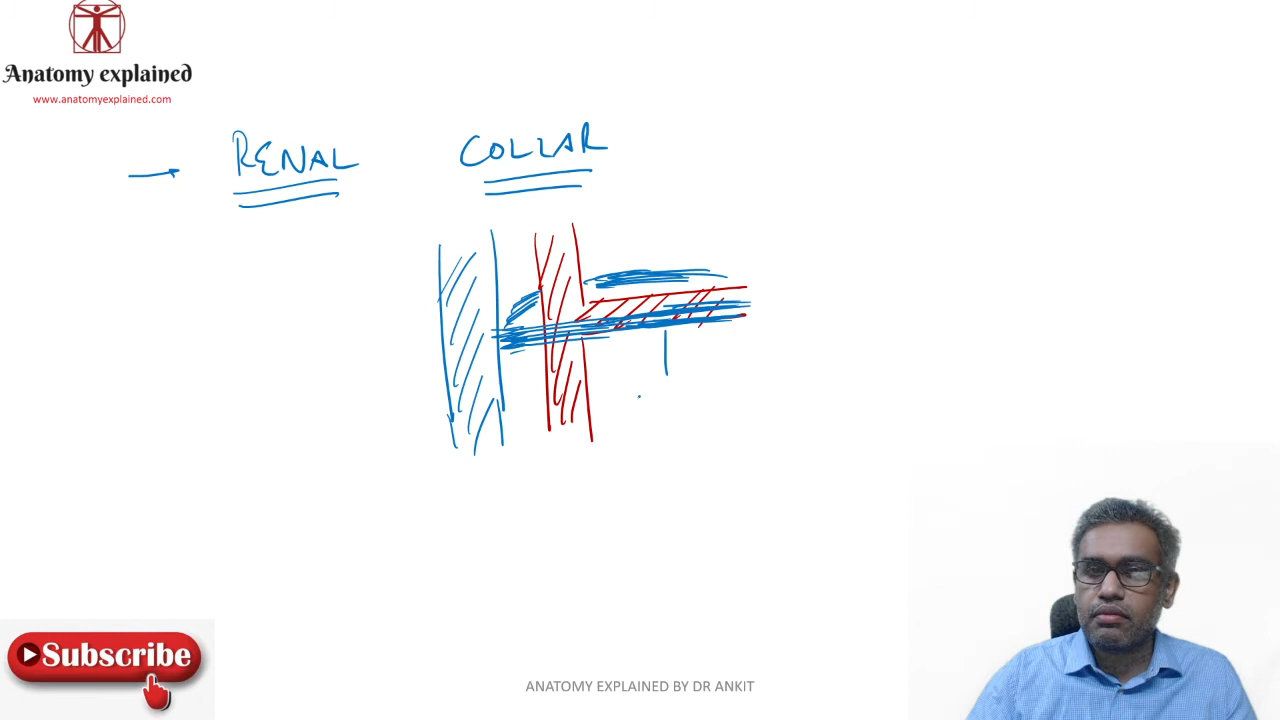 Anatomy explained
www.anatomyexplained.com
→ RENAL COLLAR
Subscribe
ANATOMY EXPLAINED BY DR ANKIT